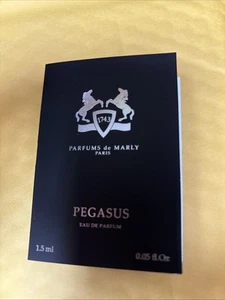 1743
PARFUMS de MARLY
PARIS
PEGASUS
EAU DE PARFUM
1.5 ml 0.05 fl.Oz